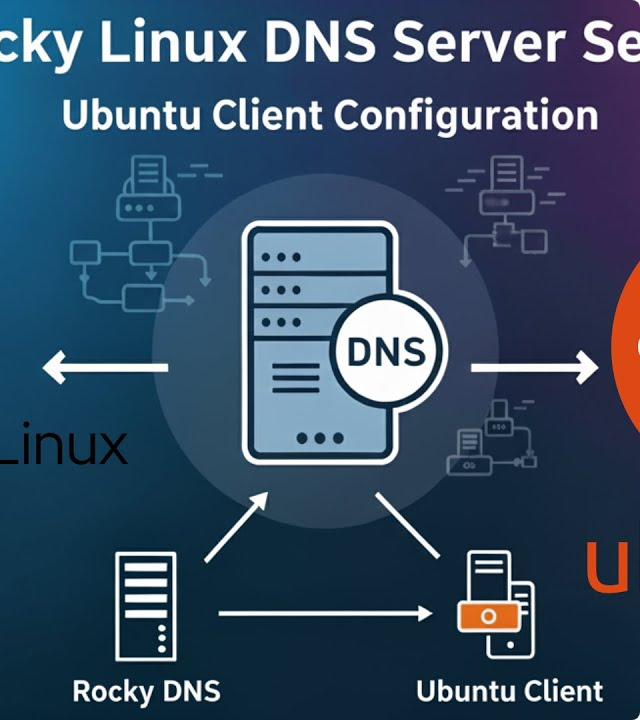 cky Linux DNS Server Se
Ubuntu Client Configuration
DNS
Linux
u
Rocky DNS
Ubuntu Client